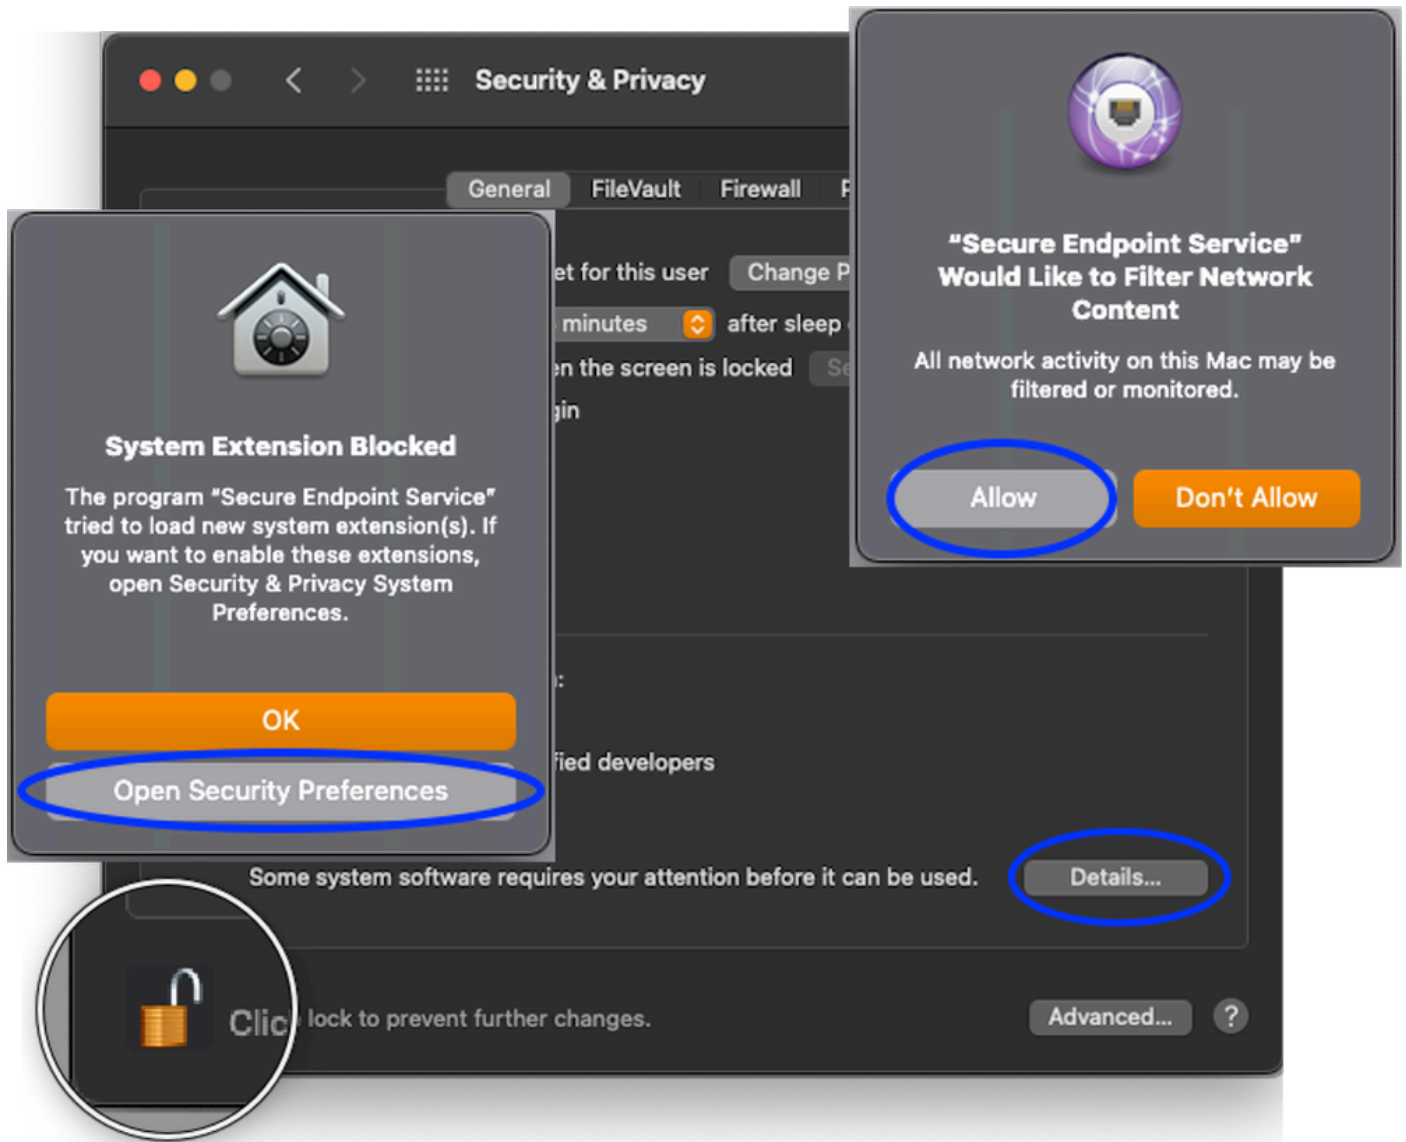 Security & Privacy
General
FileVault
Firewall
for this user
Change
minutes
after sleep
the screen is locked
System Extension Blocked
The program “Secure Endpoint Service”
tried to load new system extension(s). If
you want to enable these extensions,
open Security & Privacy System
Preferences.
OK
Open Security Preferences
“Secure Endpoint Service”
Would Like to Filter Network
Content
All network activity on this Mac may be
filtered or monitored.
Allow
Don't Allow
developers
Some system software requires your attention before it can be used.
Details...
lock to prevent further changes.
Advanced...
?